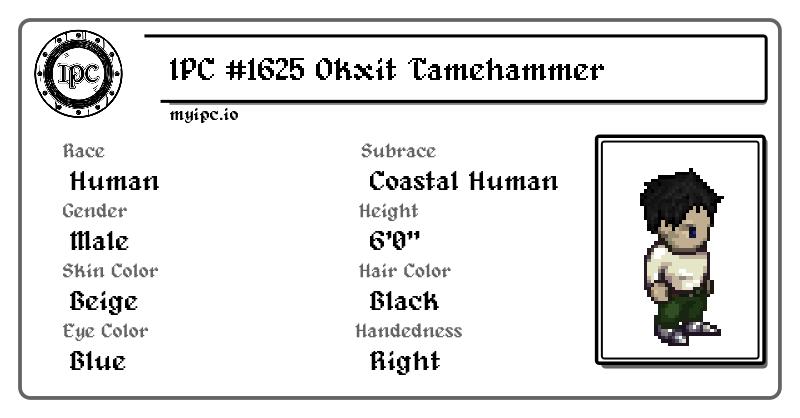 IPC
IPC #1625 Okxit Tamehammer
myipc.io
Race
Human
Subrace
Coastal Human
Gender
Male
Height
6'0"
Skin Color
Beige
Hair Color
Black
Eye Color
Blue
Handedness
Right